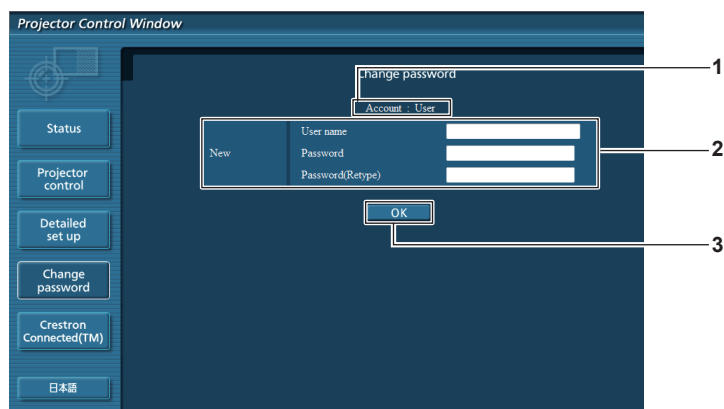 Projector Control Window
1
Change password
Account : User
Status
User name
New
Password
2
Password(Retype)
Projector
control
OK
Detailed
set up
3
Change
password
Crestron
Connected(TM)
日本語